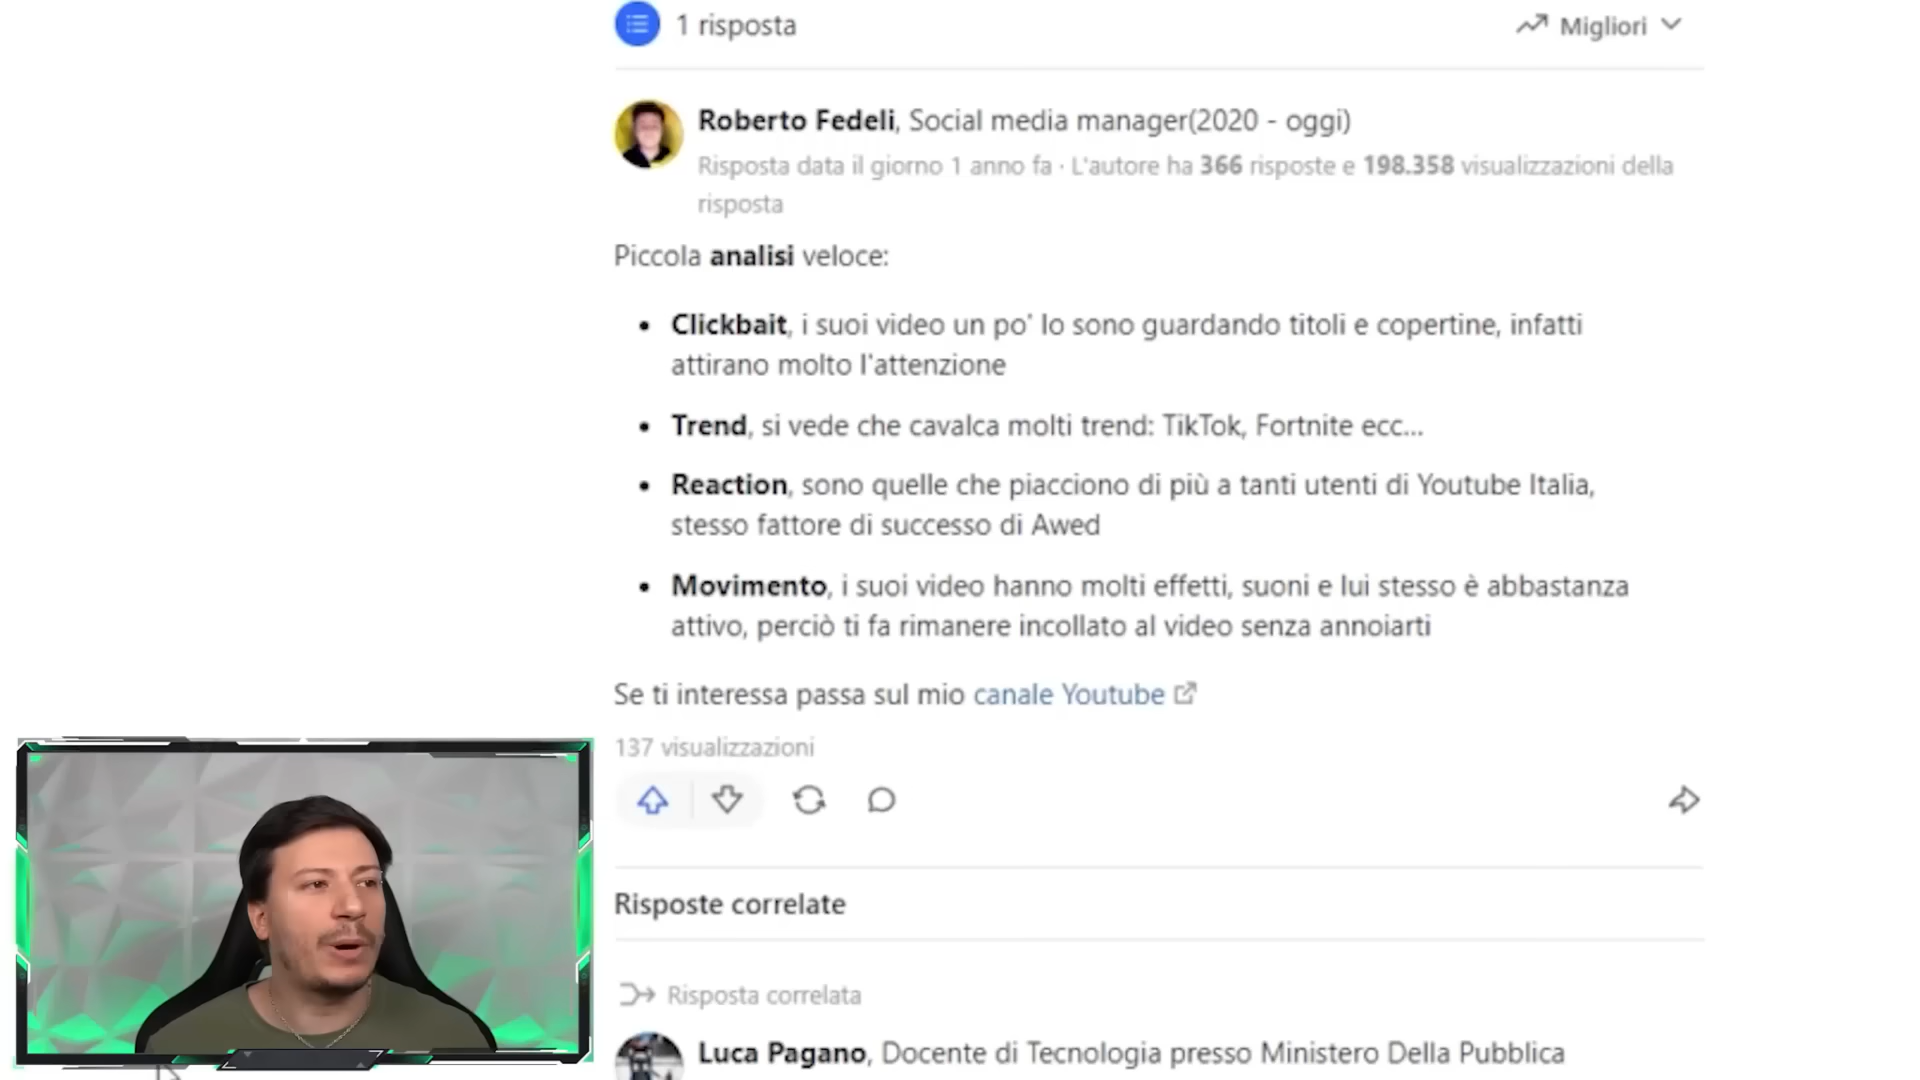 1 risposta
Migliori
Roberto Fedeli, Social media manager(2020 - oggi)
Risposta data il giorno 1 anno fa · L'autore ha 366 risposte e 198.358 visualizzazioni della
risposta
Piccola analisi veloce:
• Clickbait, i suoi video un po' lo sono guardando titoli e copertine, infatti
attirano molto l'attenzione
• Trend, si vede che cavalca molti trend: TikTok, Fortnite ecc...
• Reaction, sono quelle che piacciono di più a tanti utenti di Youtube Italia,
stesso fattore di successo di Awed
• Movimento, i suoi video hanno molti effetti, suoni e lui stesso è abbastanza
attivo, perciò ti fa rimanere incollato al video senza annoiarti
Se ti interessa passa sul mio canale Youtube
137 visualizzazioni
Risposte correlate
Risposta correlata
Luca Pagano, Docente di Tecnologia presso Ministero Della Pubblica